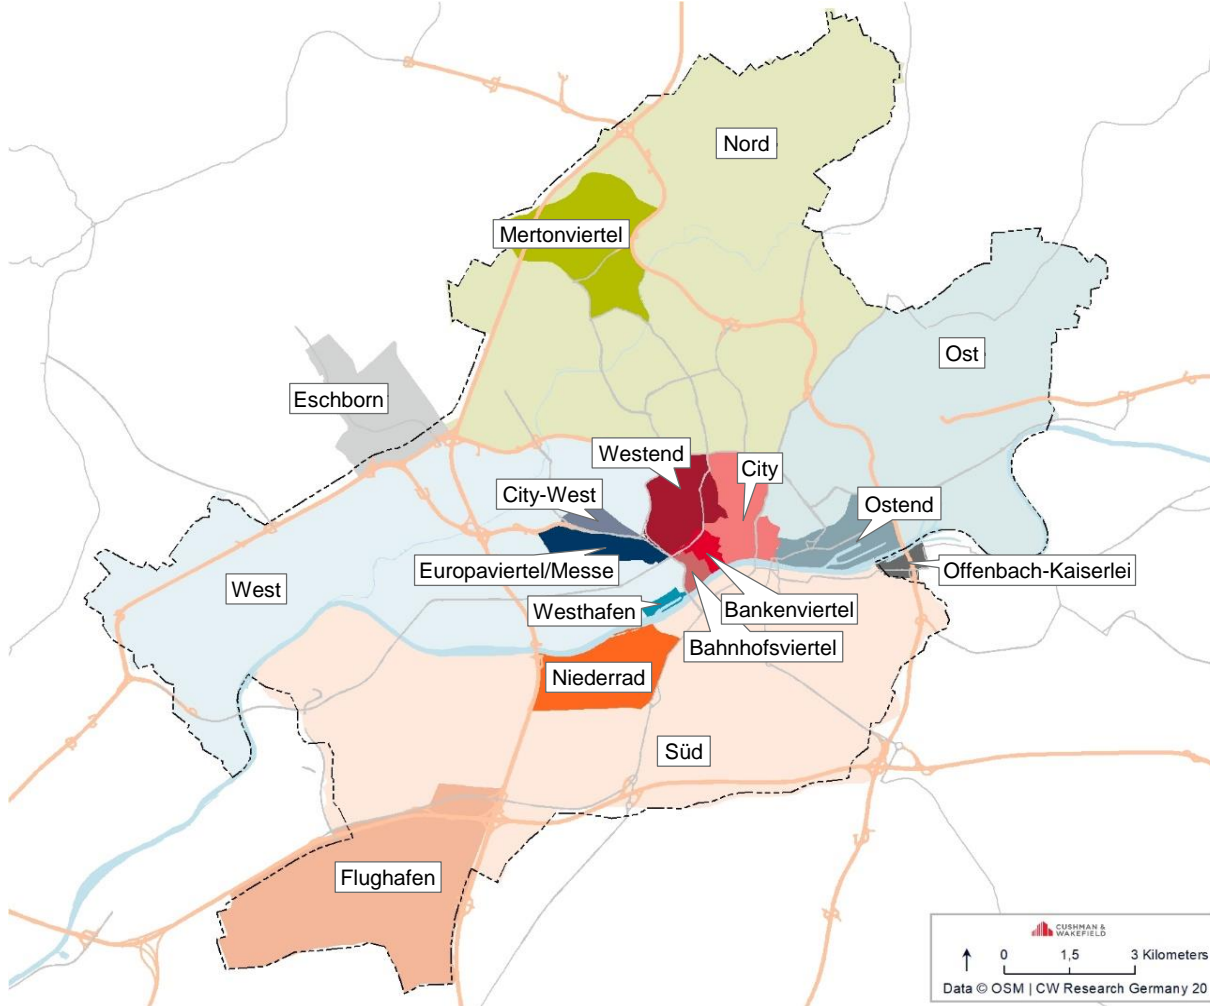 Nord
Mertonviertel
Ost
Eschborn
Westend
City
City-West
Ostend
Europaviertel/Messe
Offenbach-Kaiserlei
West
Westhafen
Bankenviertel
Bahnhofsviertel
Niederrad
Süd
Flughafen
CUSHMAN &
WAKEFIELD
0 1,5 3 Kilometers
Data © OSM | CW Research Germany 20